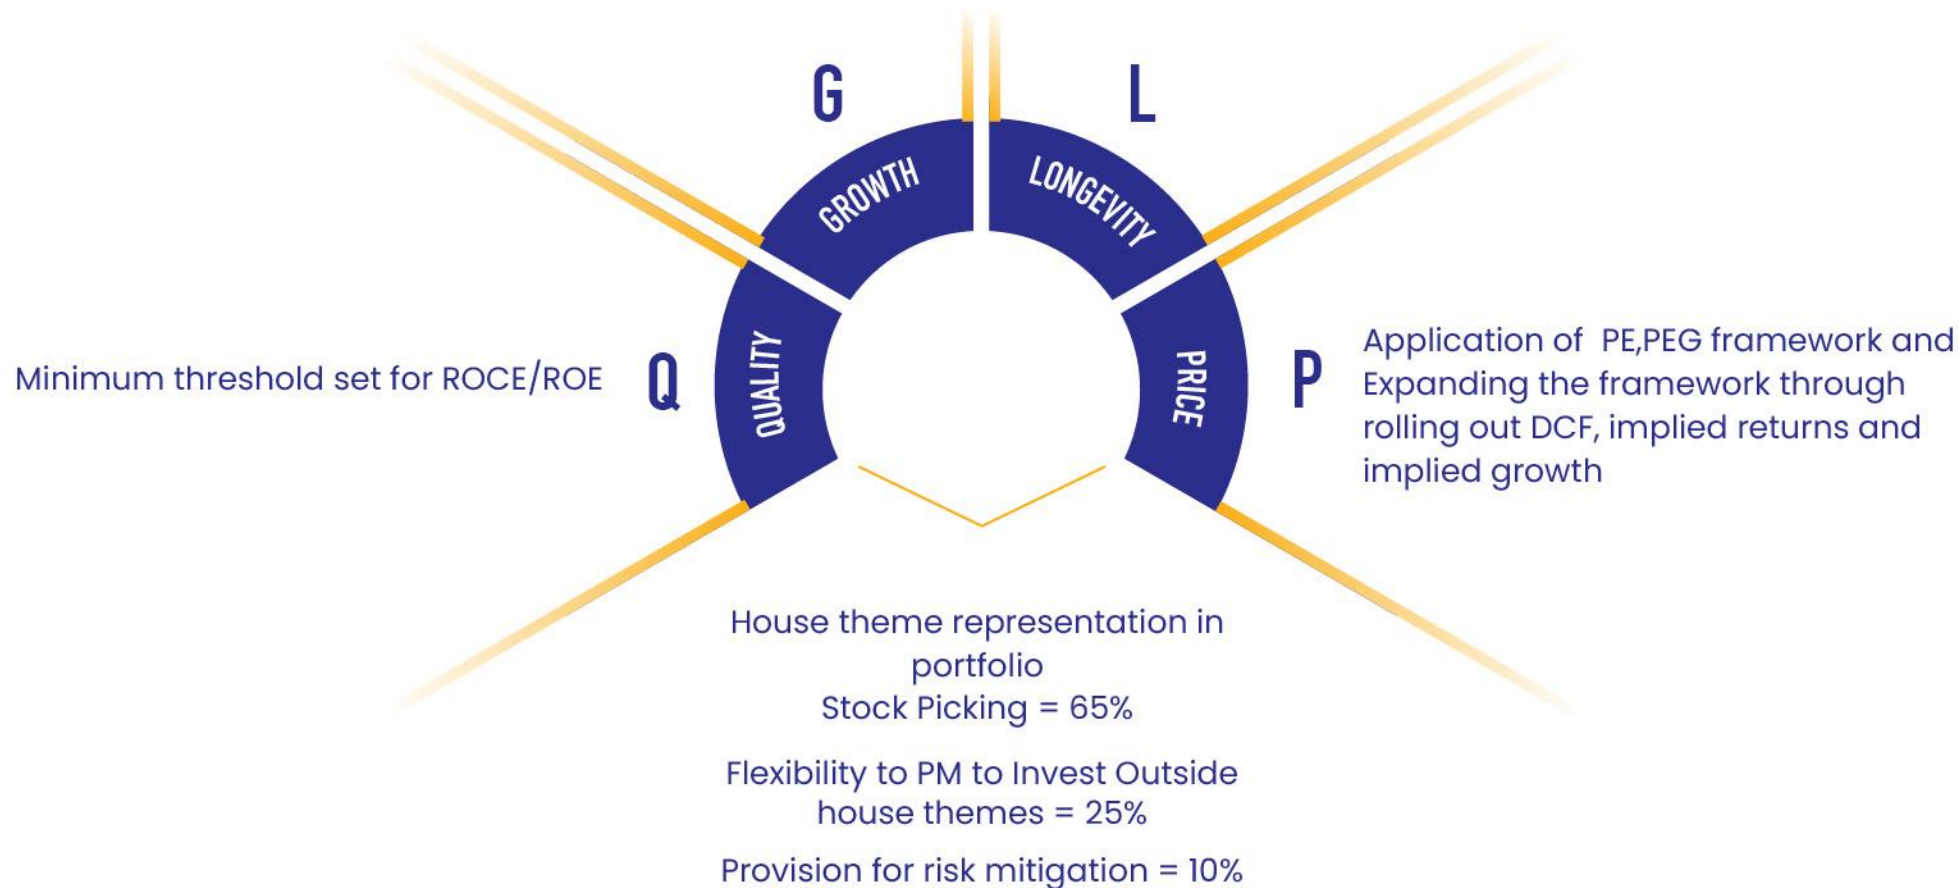 G
L
GROWTH
LONGEVITY
QUALITY
PRICE
Minimum threshold set for ROCE/ROE
Q
P
Application of PE,PEG framework and
Expanding the framework through
rolling out DCF, implied returns and
implied growth
House theme representation in
portfolio
Stock Picking = 65%
Flexibility to PM to Invest Outside
house themes = 25%
Provision for risk mitigation = 10%